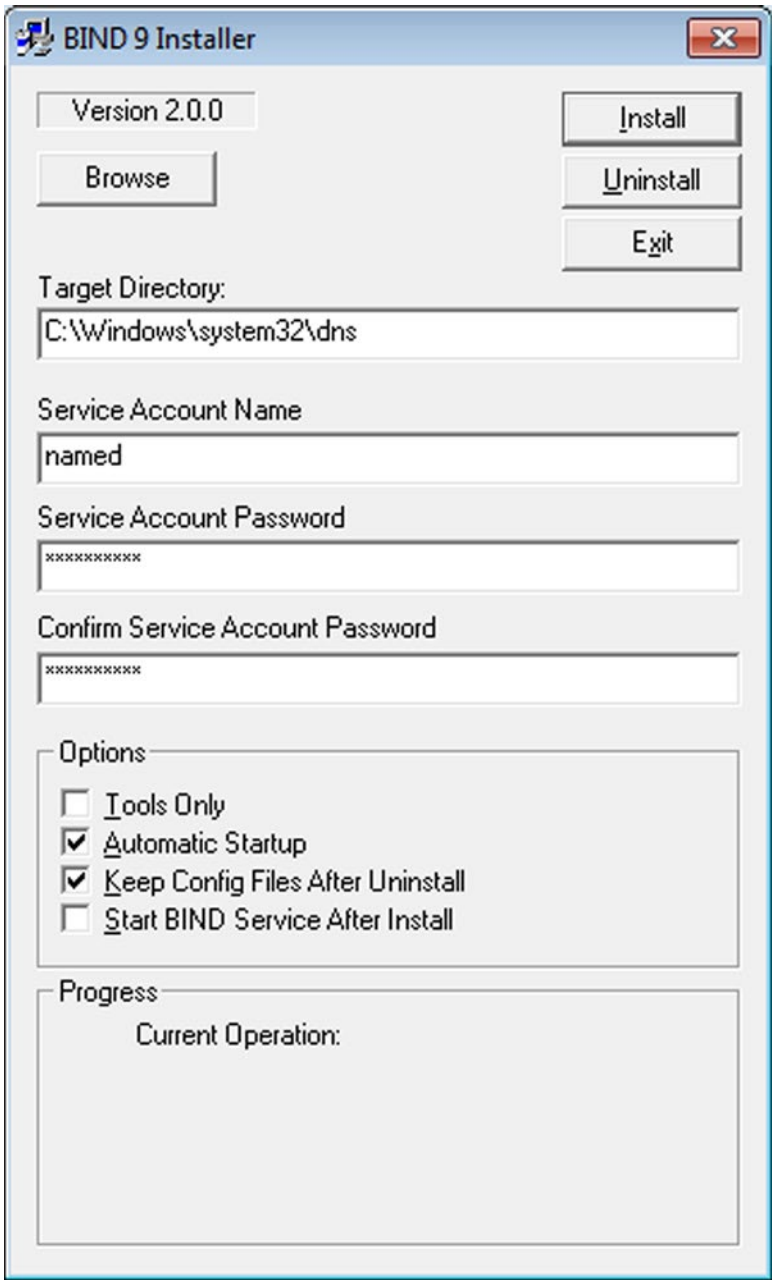 BIND 9 Installer
Version 2.0.0
Install
Browse
Uninstall
Exit
Target Directory:
C:\Windows\system32\dns
Service Account Name
named
Service Account Password
××××××××××
Confirm Service Account Password
××××××××××
Options
Tools Only
Automatic Startup
Keep Config Files After Uninstall
Start BIND Service After Install
Progress
Current Operation: